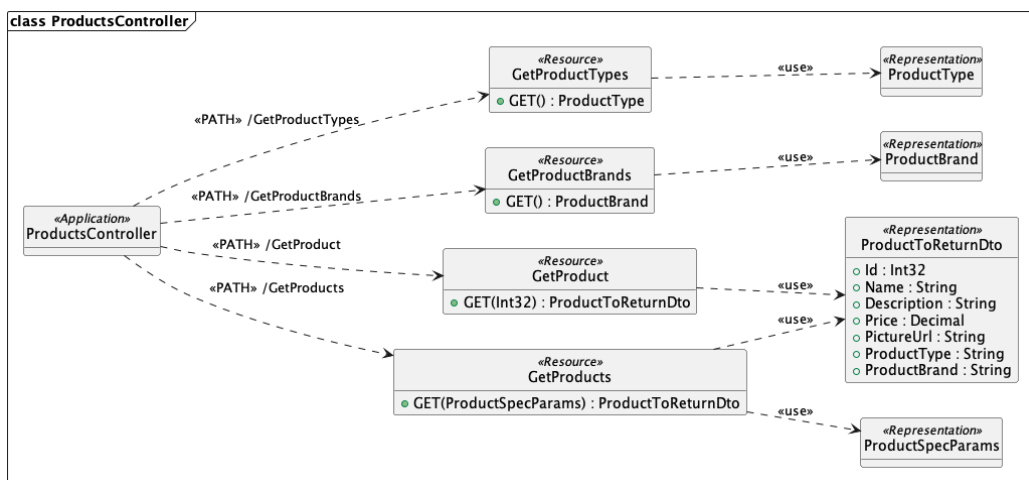 class ProductsController
«Resource»
GetProductTypes
GET() : ProductType
«use»
«Representation»
ProductType
«PATH» /GetProductTypes
«Resource»
GetProductBrands
GET() : ProductBrand
«use»
«Representation»
ProductBrand
«PATH» /GetProductBrands
«Application»
ProductsController
«PATH» /GetProduct
«Resource»
GetProduct
GET(Int32) : ProductToReturnDto
«use»
«Representation»
ProductToReturnDto
Id : Int32
Name : String
Description : String
Price : Decimal
PictureUrl : String
ProductType : String
ProductBrand : String
«PATH» /GetProducts
«use»
«Resource»
GetProducts
GET(ProductSpecParams) : ProductToReturnDto
«use»
«Representation»
ProductSpecParams